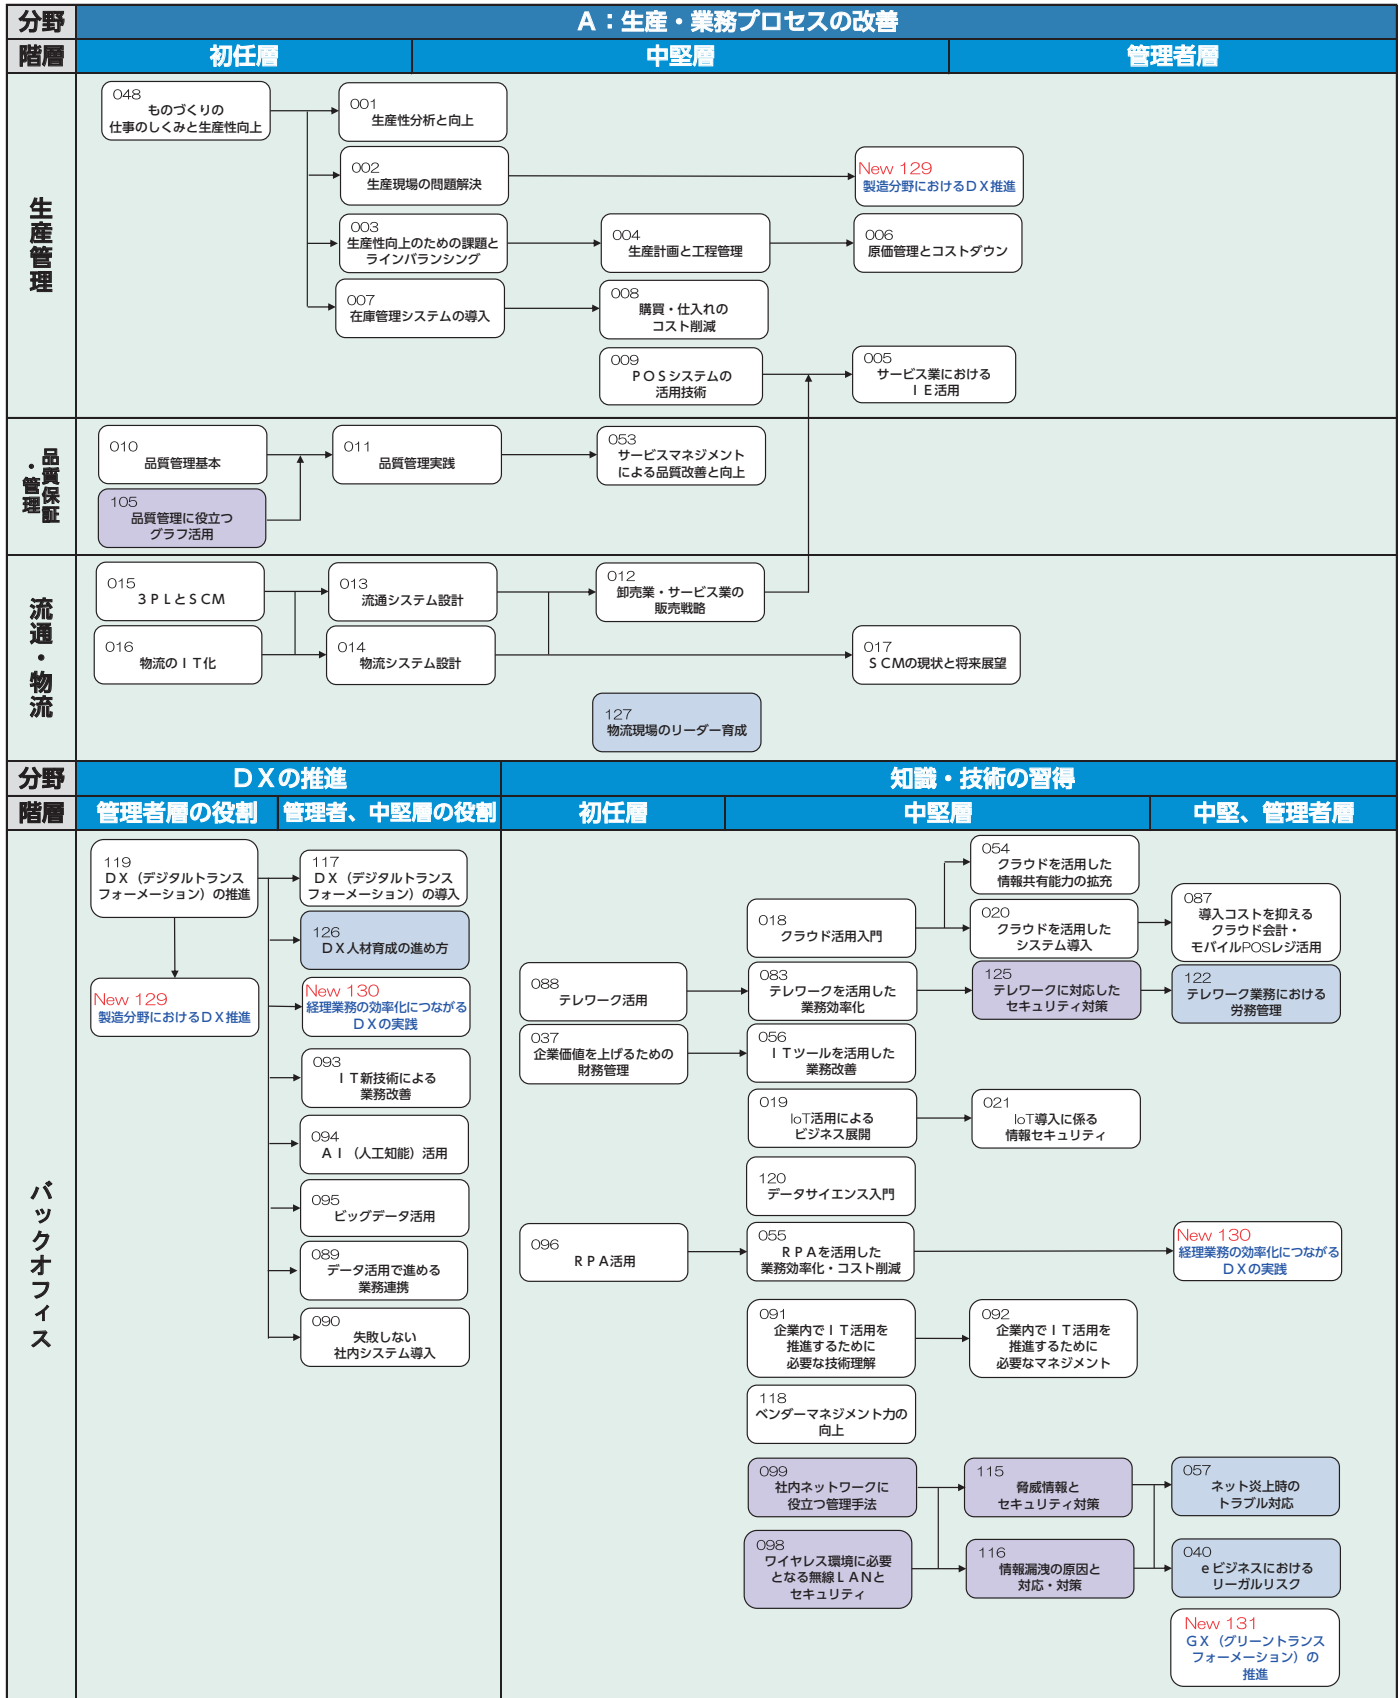 分野
A：生産・業務プロセスの改善
階層
初任層
中堅層
管理者層
生産管理
048
ものづくりの
仕事のしくみと生産性向上
001
生産性分析と向上
002
生産現場の問題解決
New 129
製造分野におけるＤＸ推進
003
生産性向上のための課題と
ラインバランシング
004
生産計画と工程管理
006
原価管理とコストダウン
007
在庫管理システムの導入
008
購買・仕入れの
コスト削減
009
ＰＯＳシステムの
活用技術
005
サービス業における
ＩＥ活用
品質保証
・管理
010
品質管理基本
011
品質管理実践
053
サービスマネジメント
による品質改善と向上
105
品質管理に役立つ
グラフ活用
流通・物流
015
３ＰＬとＳＣＭ
013
流通システム設計
012
卸売業・サービス業の
販売戦略
016
物流のＩＴ化
014
物流システム設計
017
ＳＣＭの現状と将来展望
127
物流現場のリーダー育成
分野
ＤＸの推進
知識・技術の習得
階層
管理者層の役割
管理者、中堅層の役割
初任層
中堅層
中堅、管理者層
バックオフィス
119
ＤＸ（デジタルトランス
フォーメーション）の推進
New 129
製造分野におけるＤＸ推進
117
ＤＸ（デジタルトランス
フォーメーション）の導入
126
ＤＸ人材育成の進め方
New 130
経理業務の効率化につながる
ＤＸの実践
093
ＩＴ新技術による
業務改善
094
ＡＩ（人工知能）活用
095
ビッグデータ活用
089
データ活用で進める
業務連携
090
失敗しない
社内システム導入
054
クラウドを活用した
情報共有能力の拡充
018
クラウド活用入門
020
クラウドを活用した
システム導入
087
導入コストを抑える
クラウド会計・
モバイルPOSレジ活用
088
テレワーク活用
083
テレワークを活用した
業務効率化
125
テレワークに対応した
セキュリティ対策
122
テレワーク業務における
労務管理
037
企業価値を上げるための
財務管理
056
ＩＴツールを活用した
業務改善
019
IoT活用による
ビジネス展開
021
IoT導入に係る
情報セキュリティ
120
データサイエンス入門
096
ＲＰＡ活用
055
ＲＰＡを活用した
業務効率化・コスト削減
New 130
経理業務の効率化につながる
ＤＸの実践
091
企業内でＩＴ活用を
推進するために
必要な技術理解
092
企業内でＩＴ活用を
推進するために
必要なマネジメント
118
ベンダーマネジメント力の
向上
099
社内ネットワークに
役立つ管理手法
115
脅威情報と
セキュリティ対策
057
ネット炎上時の
トラブル対応
098
ワイヤレス環境に必要
となる無線ＬＡＮと
セキュリティ
116
情報漏洩の原因と
対応・対策
040
ｅビジネスにおける
リーガルリスク
New 131
ＧＸ（グリーントランス
フォーメーション）の
推進